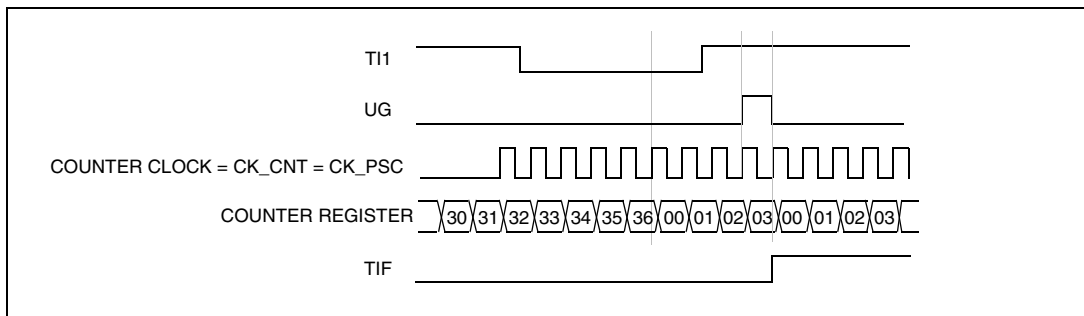 TI1
UG
COUNTER CLOCK = CK_CNT = CK_PSC
COUNTER REGISTER 30 31 32 33 34 35 36 00 01 02 03 00 01 02 03
TIF